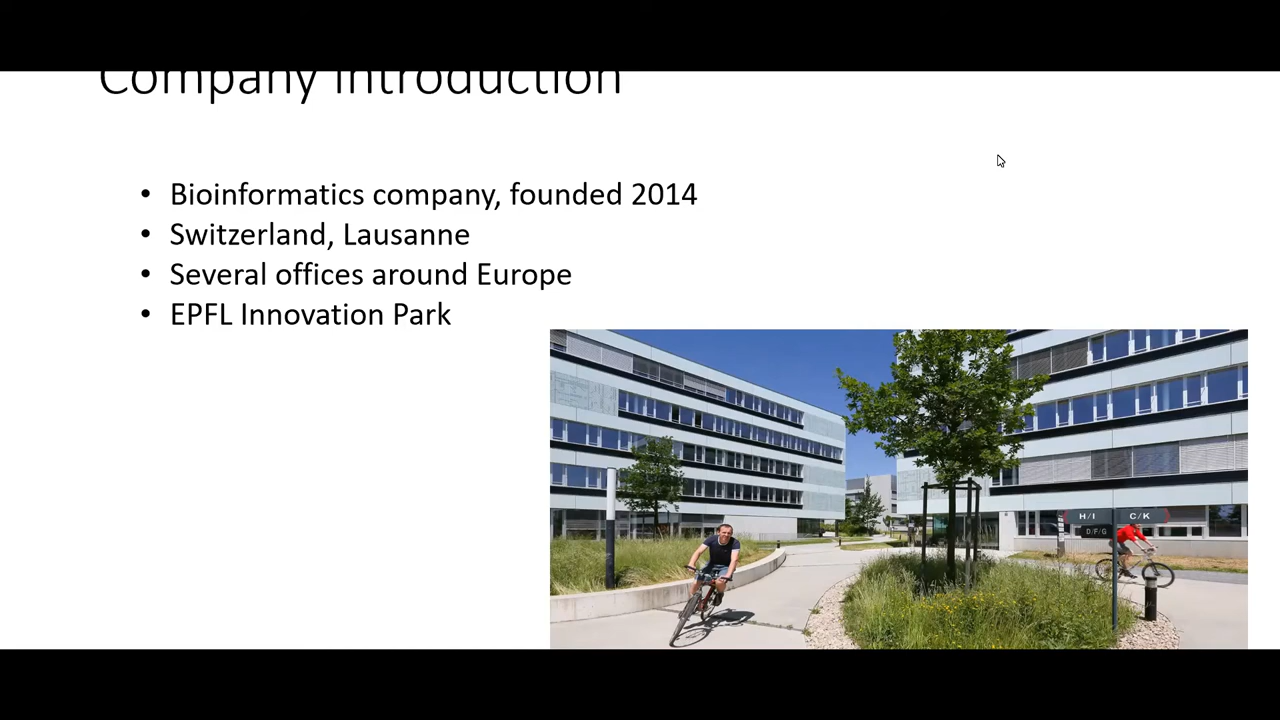 Company introduction
• Bioinformatics company, founded 2014
• Switzerland, Lausanne
• Several offices around Europe
• EPFL Innovation Park
H/I C/K
D/F/G